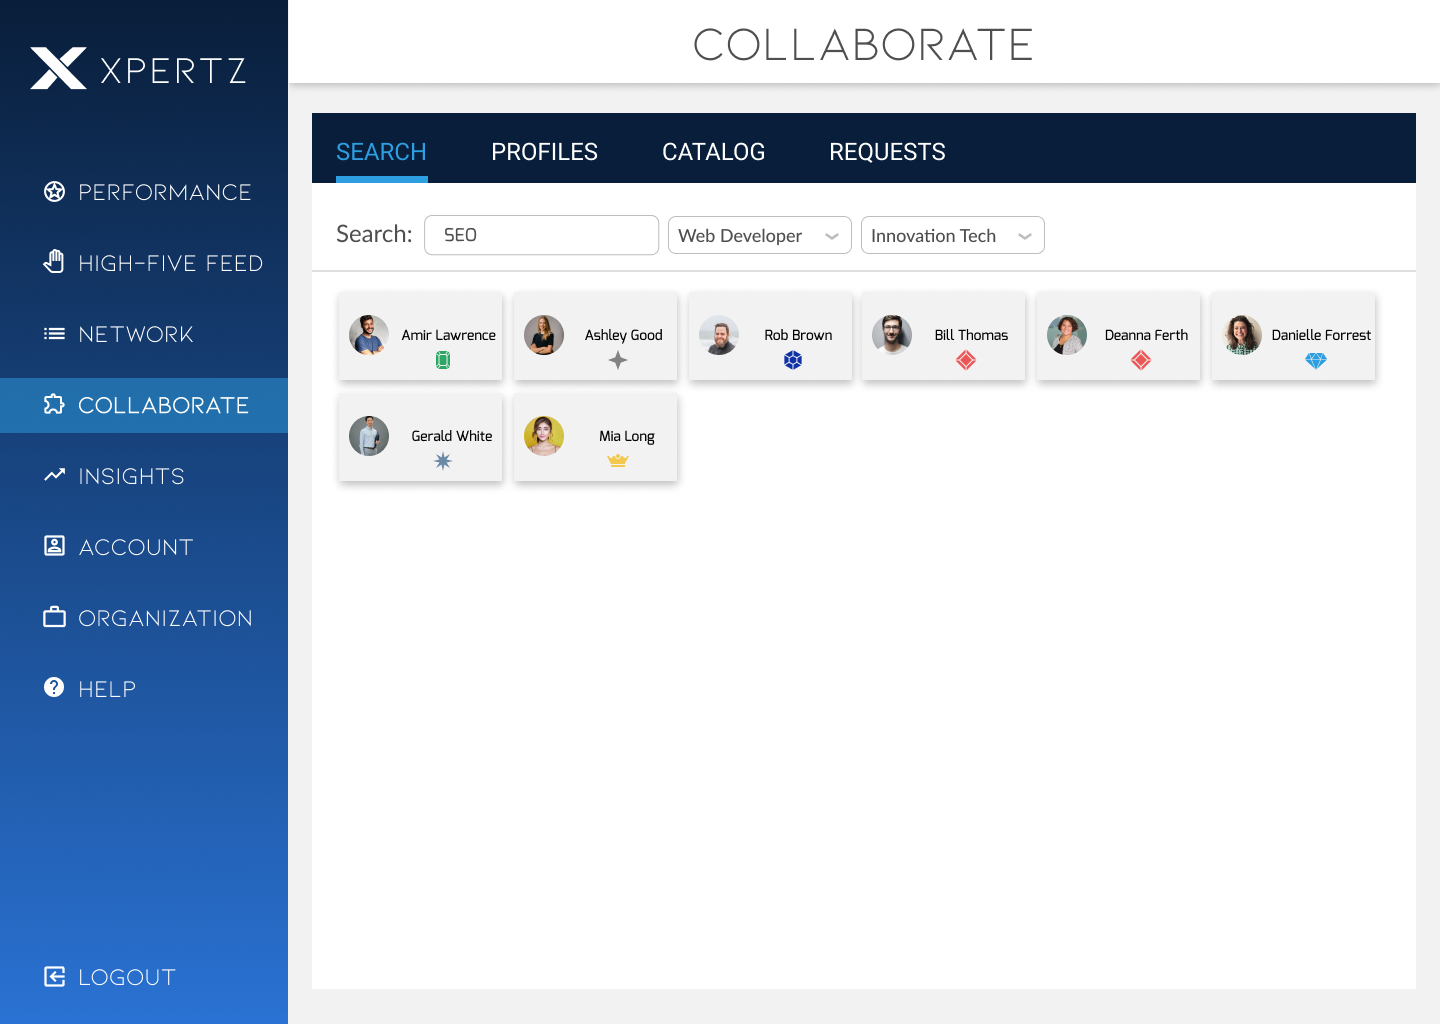 XPERTZ
COLLABORATE
PERFORMANCE
HIGH-FIVE FEED
NETWORK
COLLABORATE
INSIGHTS
ACCOUNT
ORGANIZATION
HELP
LOGOUT
SEARCH PROFILES CATALOG REQUESTS
Search: SEO Web Developer Innovation Tech
Amir Lawrence Ashley Good Rob Brown Bill Thomas Deanna Ferth Danielle Forrest
Gerald White Mia Long